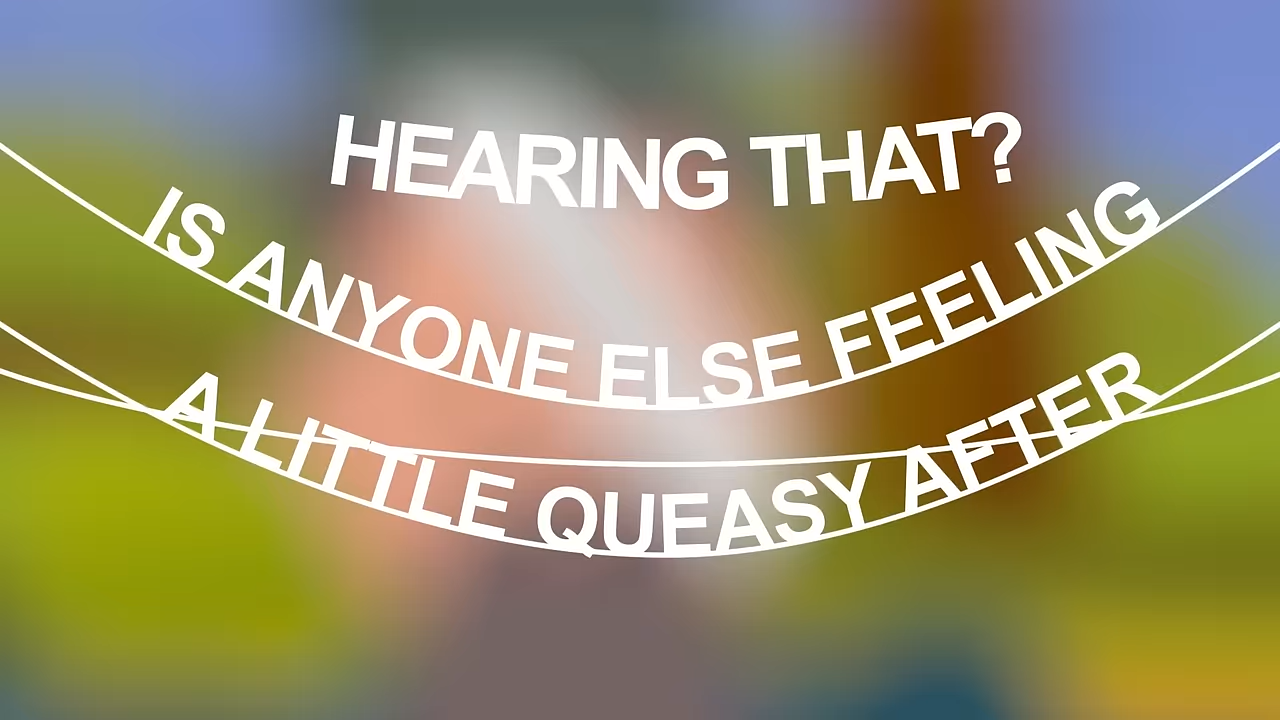 HEARING THAT?
IS ANYONE ELSE FEELING
A LITTLE QUEASY AFTER